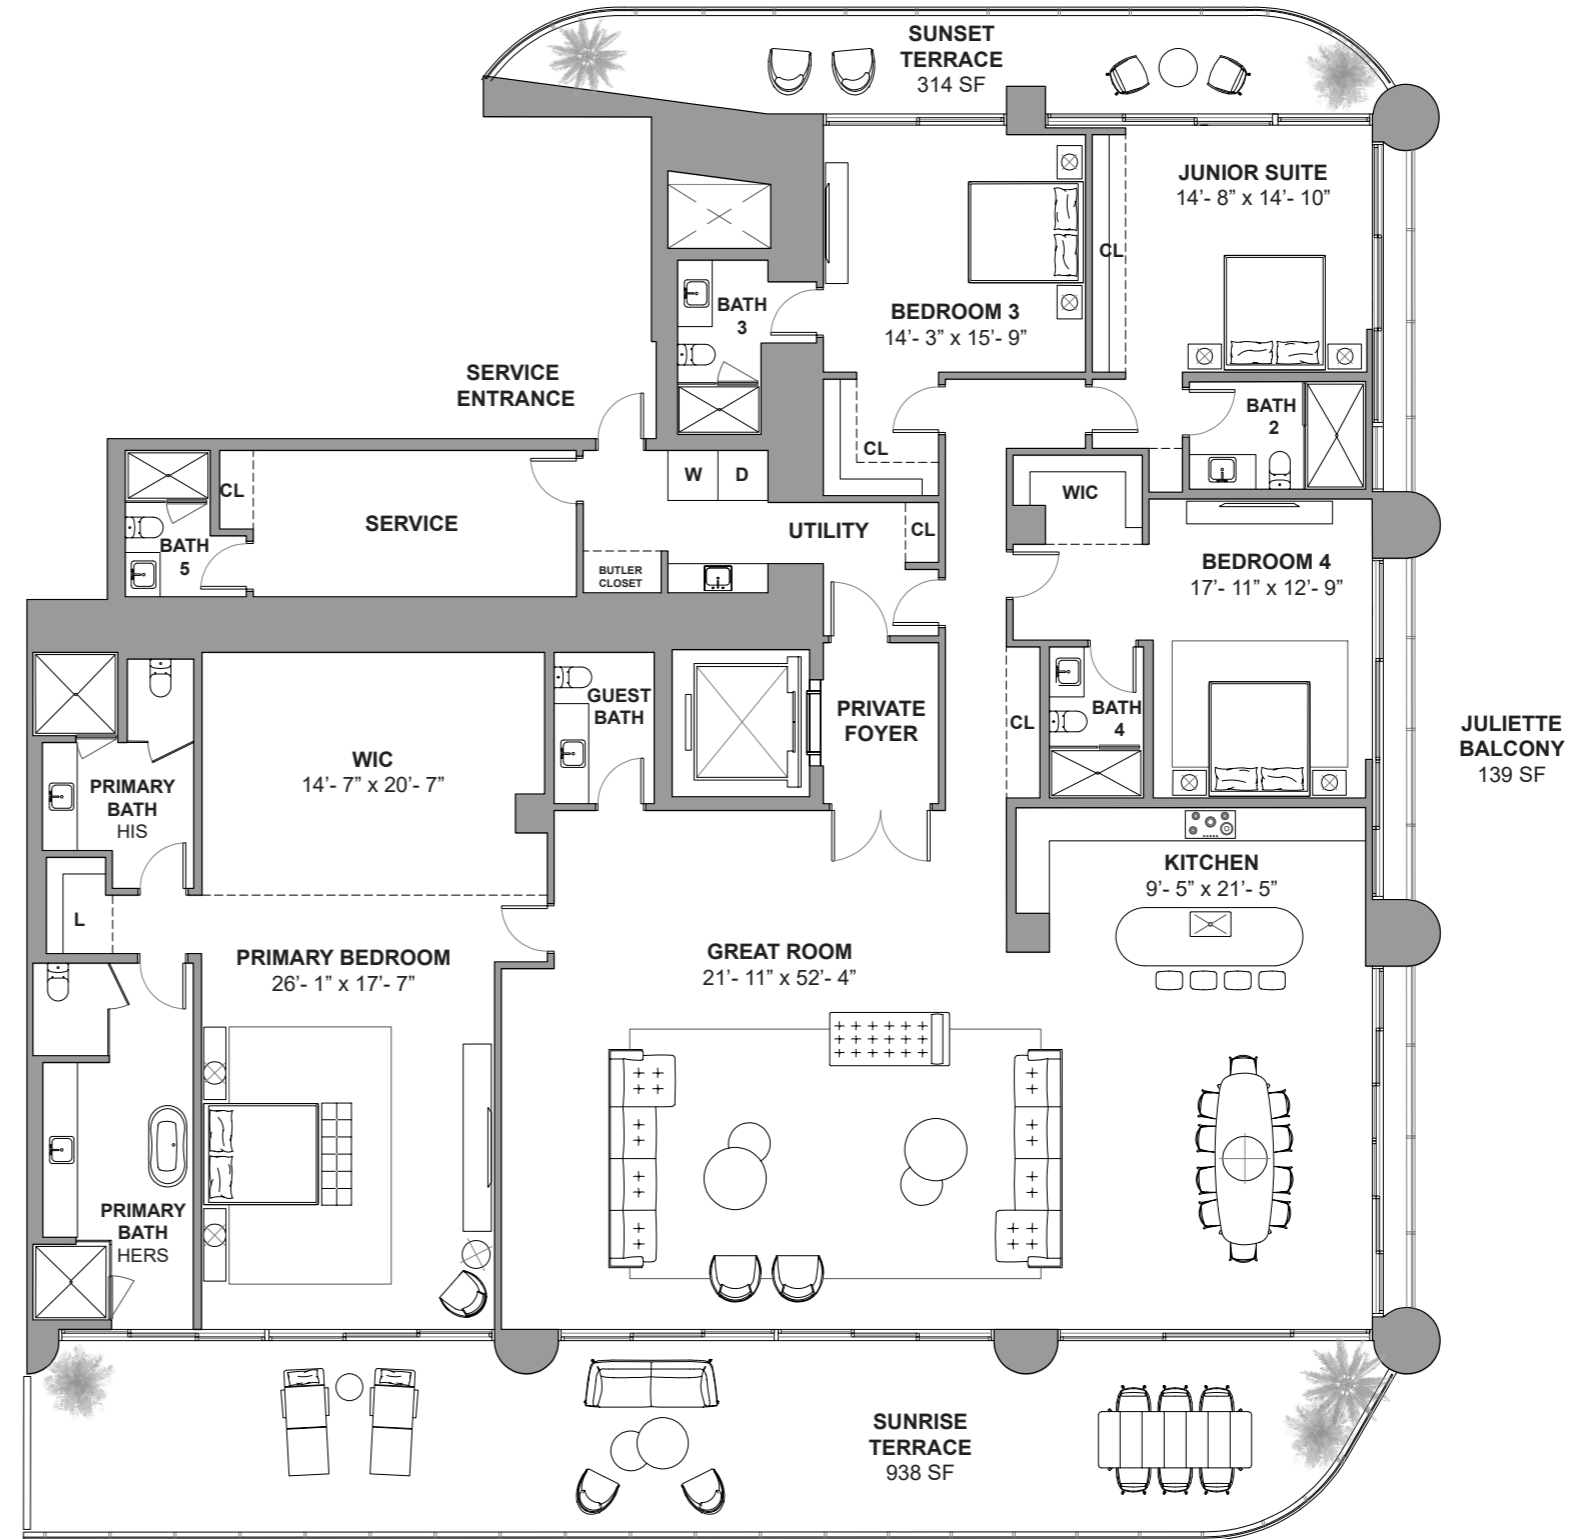 SUNSET
TERRACE
314 SF
JUNIOR SUITE
14’- 8” x 14’- 10”
CL
BATH
3
BEDROOM 3
14’- 3” x 15’- 9”
SERVICE
ENTRANCE
BATH
2
CL
W
D
WIC
CL
SERVICE
UTILITY
CL
BATH
5
BUTLER
CLOSET
BEDROOM 4
17’- 11” x 12’- 9”
GUEST
BATH
PRIVATE
FOYER
CL
BATH
4
JULIETTE
BALCONY
139 SF
WIC
14’- 7” x 20’- 7”
PRIMARY
BATH
HIS
KITCHEN
9’- 5” x 21’- 5”
L
PRIMARY BEDROOM
26’- 1” x 17’- 7”
GREAT ROOM
21’- 11” x 52’- 4”
PRIMARY
BATH
HERS
SUNRISE
TERRACE
938 SF